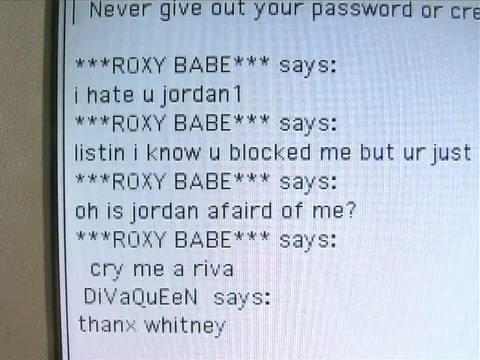 Never give out your password or cre
***ROXY BABE*** says:
i hate u jordan1
***ROXY BABE*** says:
listin i know u blocked me but ur just
***ROXY BABE*** says:
oh is jordan afaird of me?
***ROXY BABE*** says:
cry me a riva
DiVaQuEeN says:
thanx whitney